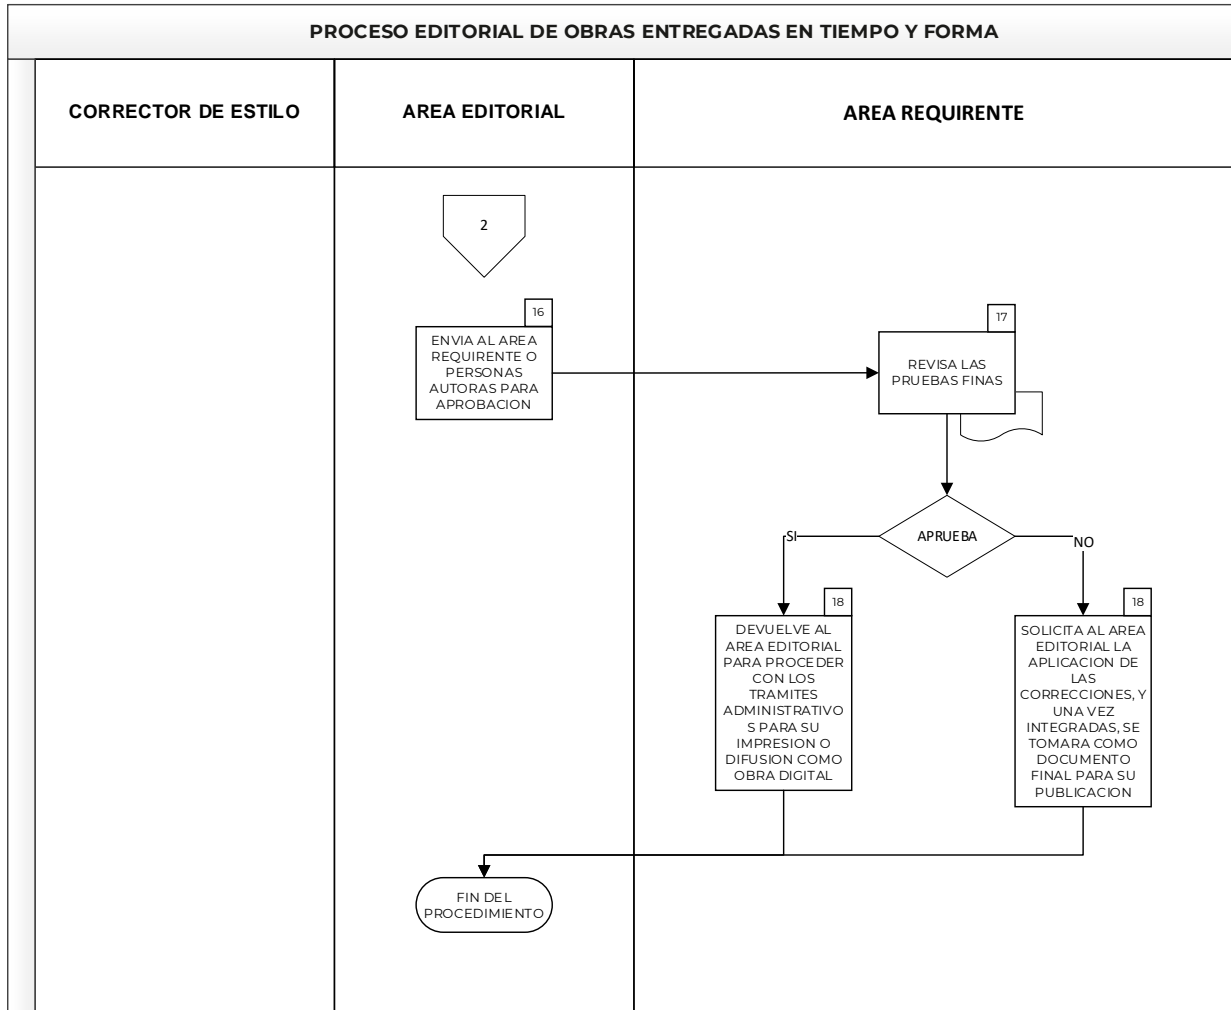 PROCESO EDITORIAL DE OBRAS ENTREGADAS EN TIEMPO Y FORMA
CORRECTOR DE ESTILO
AREA EDITORIAL
AREA REQUIRENTE
2
16
ENVIA AL AREA
REQUIRENTE O
PERSONAS
AUTORAS PARA
APROBACION
17
REVISA LAS
PRUEBAS FINAS
APRUEBA
SI
NO
18
DEVUELVE AL
AREA EDITORIAL
PARA PROCEDER
CON LOS
TRAMITES
ADMINISTRATIVO
S PARA SU
IMPRESION O
DIFUSION COMO
OBRA DIGITAL
18
SOLICITA AL AREA
EDITORIAL LA
APLICACION DE
LAS
CORRECCIONES, Y
UNA VEZ
INTEGRADAS, SE
TOMARA COMO
DOCUMENTO
FINAL PARA SU
PUBLICACION
FIN DEL
PROCEDIMIENTO